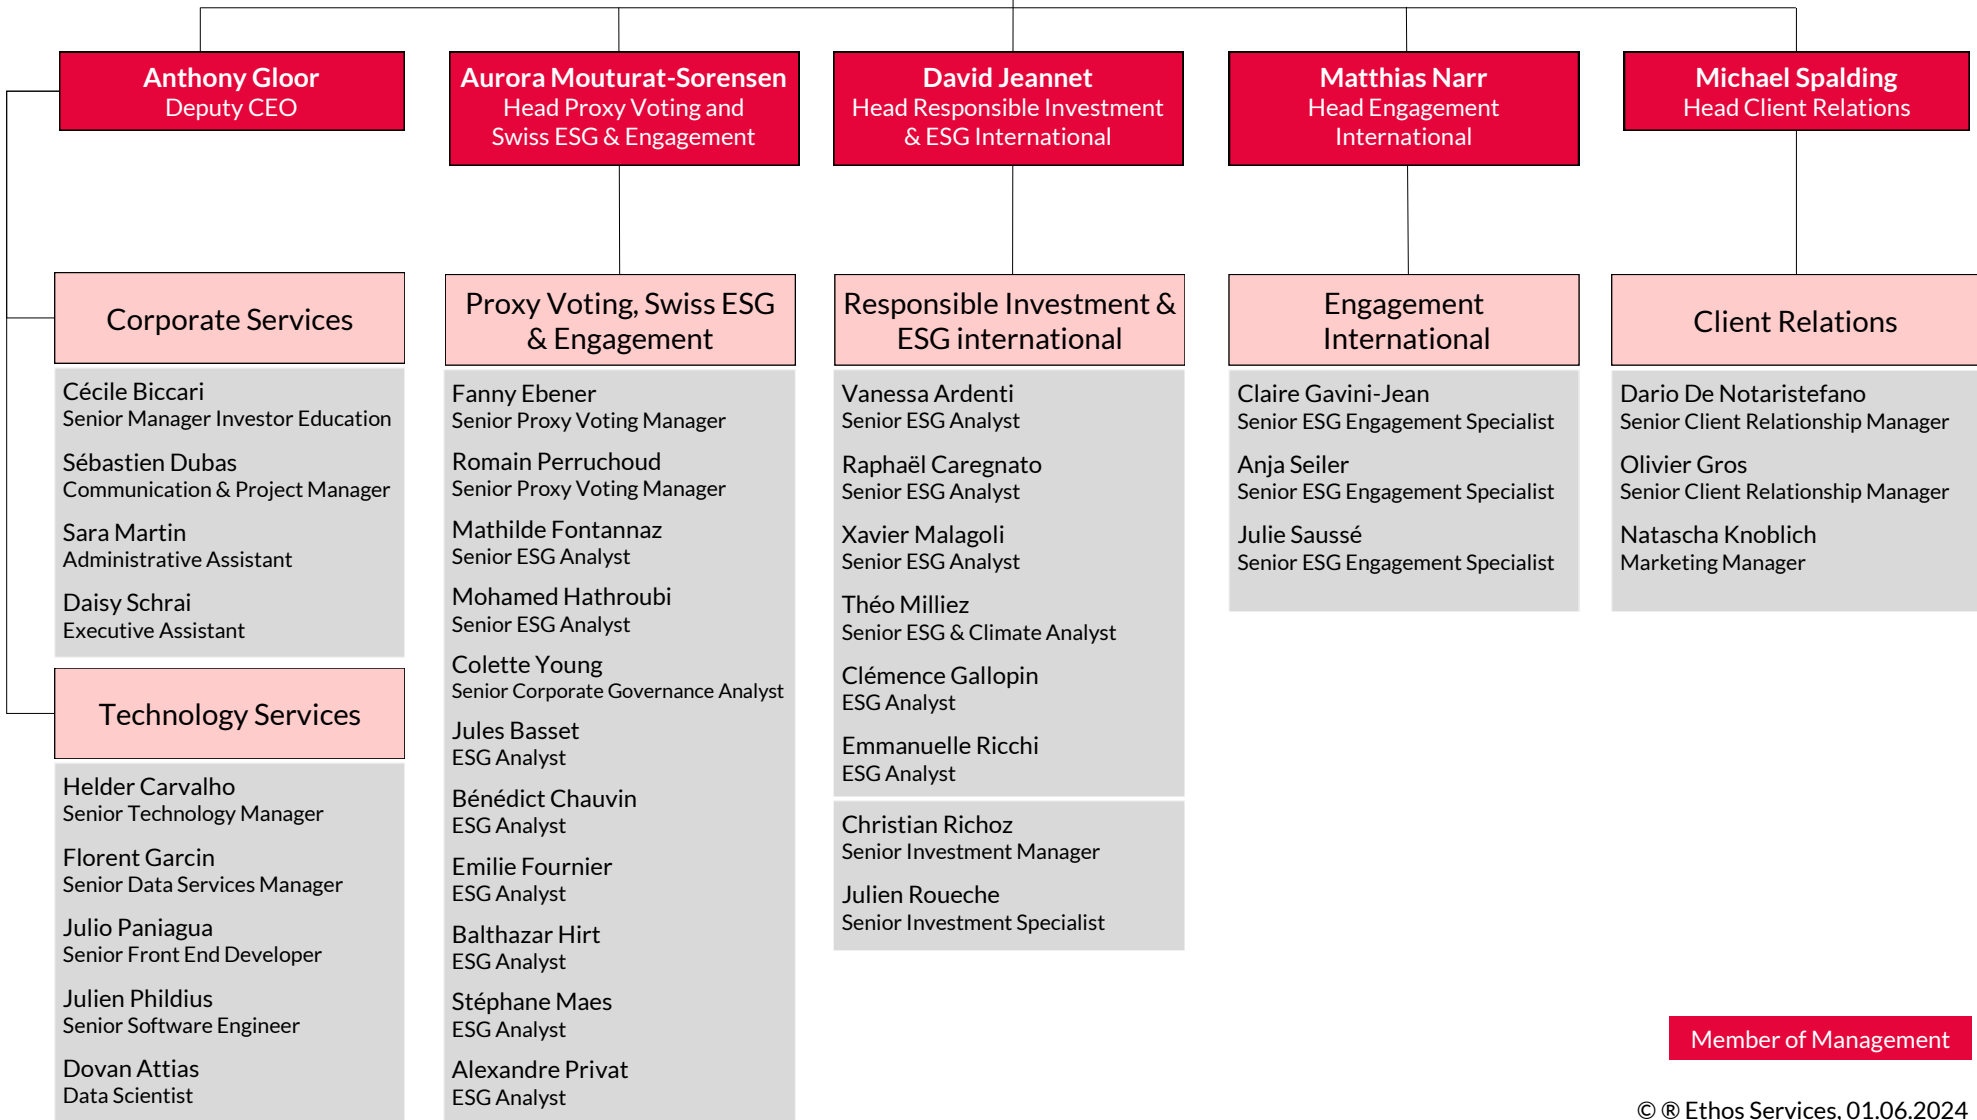 Anthony Gloor
Deputy CEO
Aurora Mouturat-Sorensen
Head Proxy Voting and
Swiss ESG & Engagement
David Jeannet
Head Responsible Investment
& ESG International
Matthias Narr
Head Engagement
International
Michael Spalding
Head Client Relations
Corporate Services
Cécile Biccari
Senior Manager Investor Education
Sébastien Dubas
Communication & Project Manager
Sara Martin
Administrative Assistant
Daisy Schrai
Executive Assistant
Technology Services
Helder Carvalho
Senior Technology Manager
Florent Garcin
Senior Data Services Manager
Julio Paniagua
Senior Front End Developer
Julien Phildius
Senior Software Engineer
Dovan Attias
Data Scientist
Proxy Voting, Swiss ESG
& Engagement
Fanny Ebener
Senior Proxy Voting Manager
Romain Perruchoud
Senior Proxy Voting Manager
Mathilde Fontannaz
Senior ESG Analyst
Mohamed Hathroubi
Senior ESG Analyst
Colette Young
Senior Corporate Governance Analyst
Jules Basset
ESG Analyst
Bénédict Chauvin
ESG Analyst
Emilie Fournier
ESG Analyst
Balthazar Hirt
ESG Analyst
Stéphane Maes
ESG Analyst
Alexandre Privat
ESG Analyst
Responsible Investment &
ESG international
Vanessa Ardenti
Senior ESG Analyst
Raphaël Caregnato
Senior ESG Analyst
Xavier Malagoli
Senior ESG Analyst
Théo Milliez
Senior ESG & Climate Analyst
Clémence Gallopin
ESG Analyst
Emmanuelle Ricchi
ESG Analyst
Christian Richoz
Senior Investment Manager
Julien Roueche
Senior Investment Specialist
Engagement
International
Claire Gavini-Jean
Senior ESG Engagement Specialist
Anja Seiler
Senior ESG Engagement Specialist
Julie Saussé
Senior ESG Engagement Specialist
Client Relations
Dario De Notaristefano
Senior Client Relationship Manager
Olivier Gros
Senior Client Relationship Manager
Natascha Knoblich
Marketing Manager
Member of Management
© ® Ethos Services, 01.06.2024